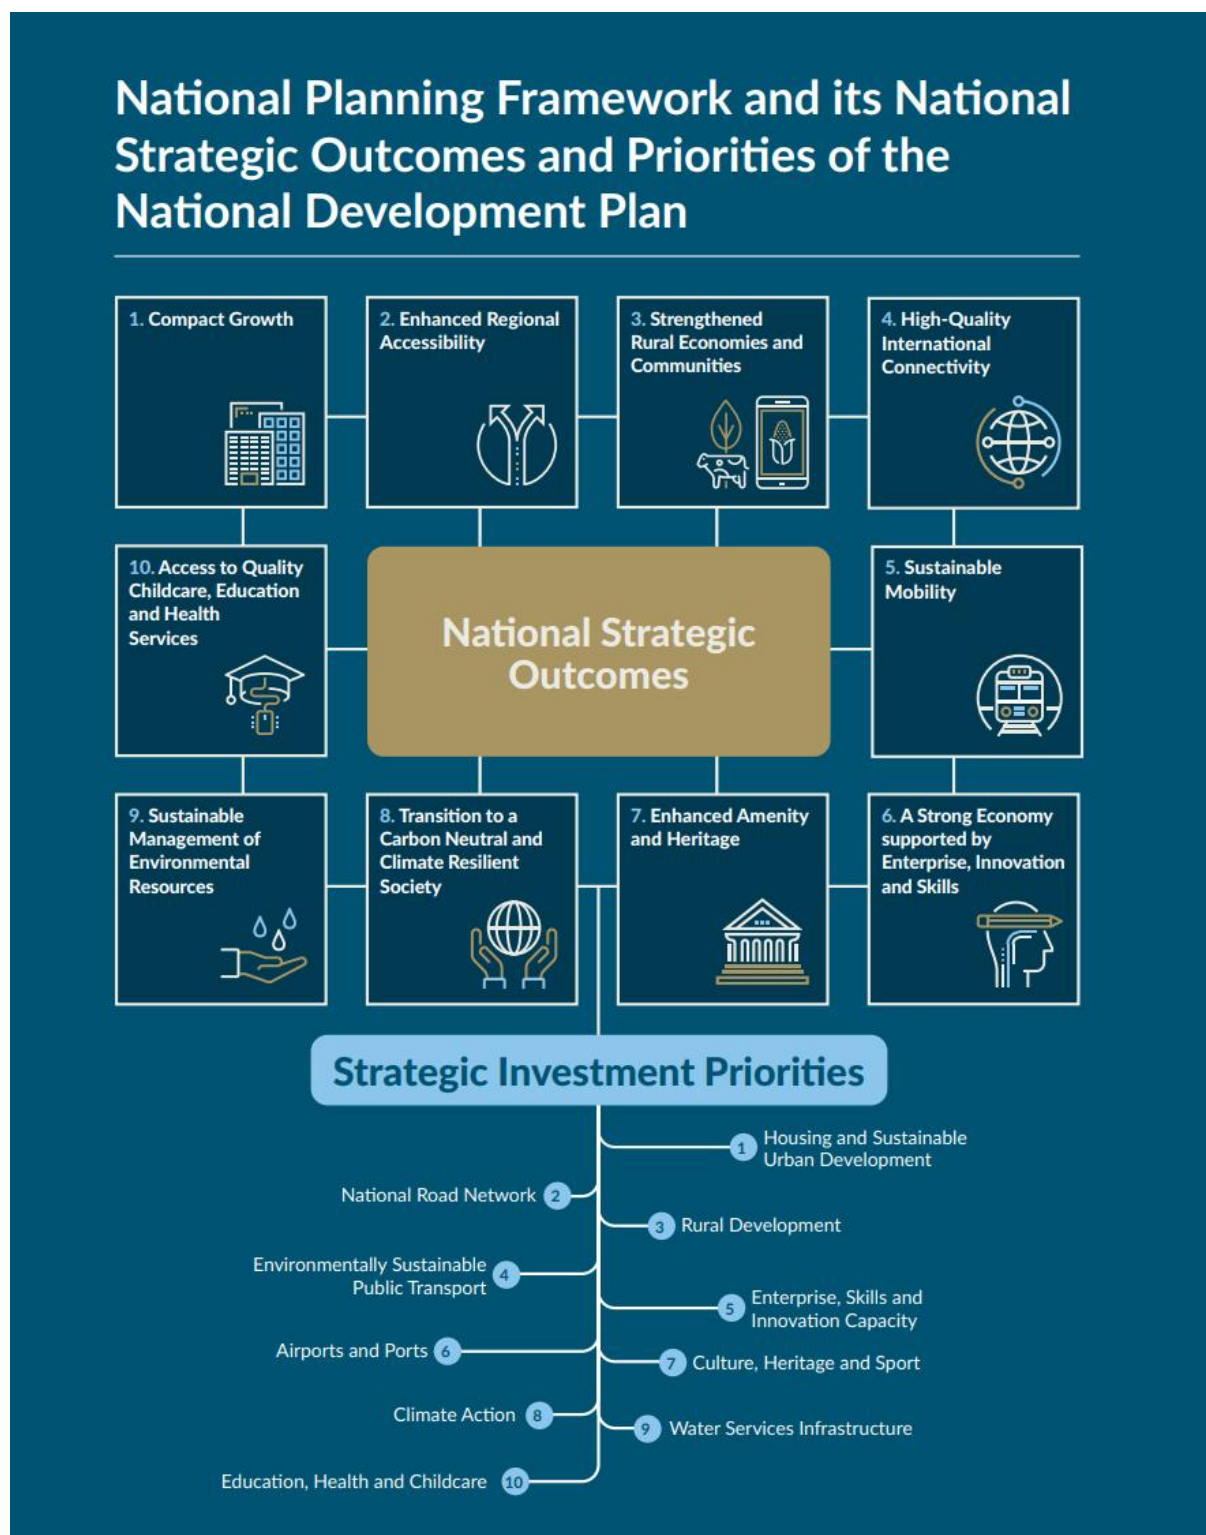 National Planning Framework and its National
Strategic Outcomes and Priorities of the
National Development Plan
1. Compact Growth
2. Enhanced Regional
Accessibility
3. Strengthened
Rural Economies and
Communities
4. High-Quality
International
Connectivity
10. Access to Quality
Childcare, Education
and Health
Services
National Strategic
Outcomes
5. Sustainable
Mobility
9. Sustainable
Management of
Environmental
Resources
8. Transition to a
Carbon Neutral and
Climate Resilient
Society
7. Enhanced Amenity
and Heritage
6. A Strong Economy
supported by
Enterprise, Innovation
and Skills
Strategic Investment Priorities
1 Housing and Sustainable
Urban Development
National Road Network 2
3 Rural Development
Environmentally Sustainable
Public Transport 4
5 Enterprise, Skills and
Innovation Capacity
Airports and Ports 6
7 Culture, Heritage and Sport
Climate Action 8
9 Water Services Infrastructure
Education, Health and Childcare 10